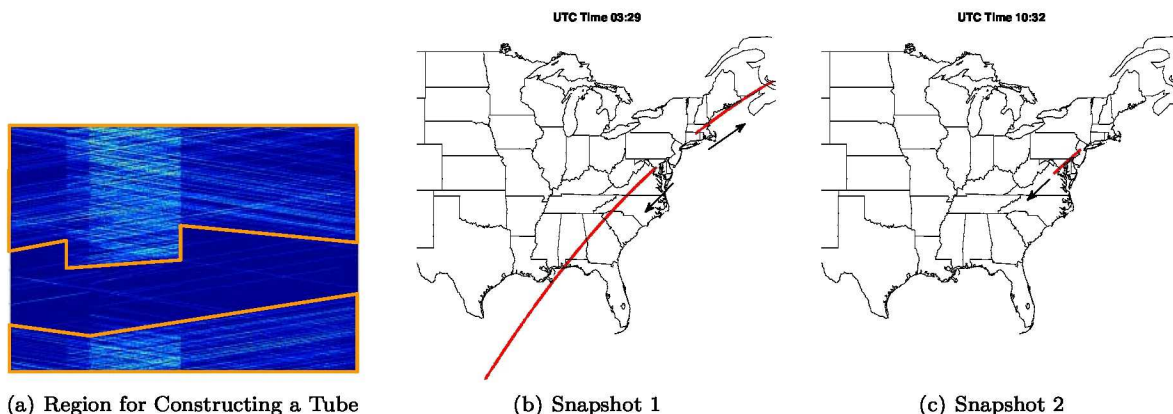 UTC Time 03:29
UTC Time 10:32
(a) Region for Constructing a Tube
(b) Snapshot 1
(c) Snapshot 2